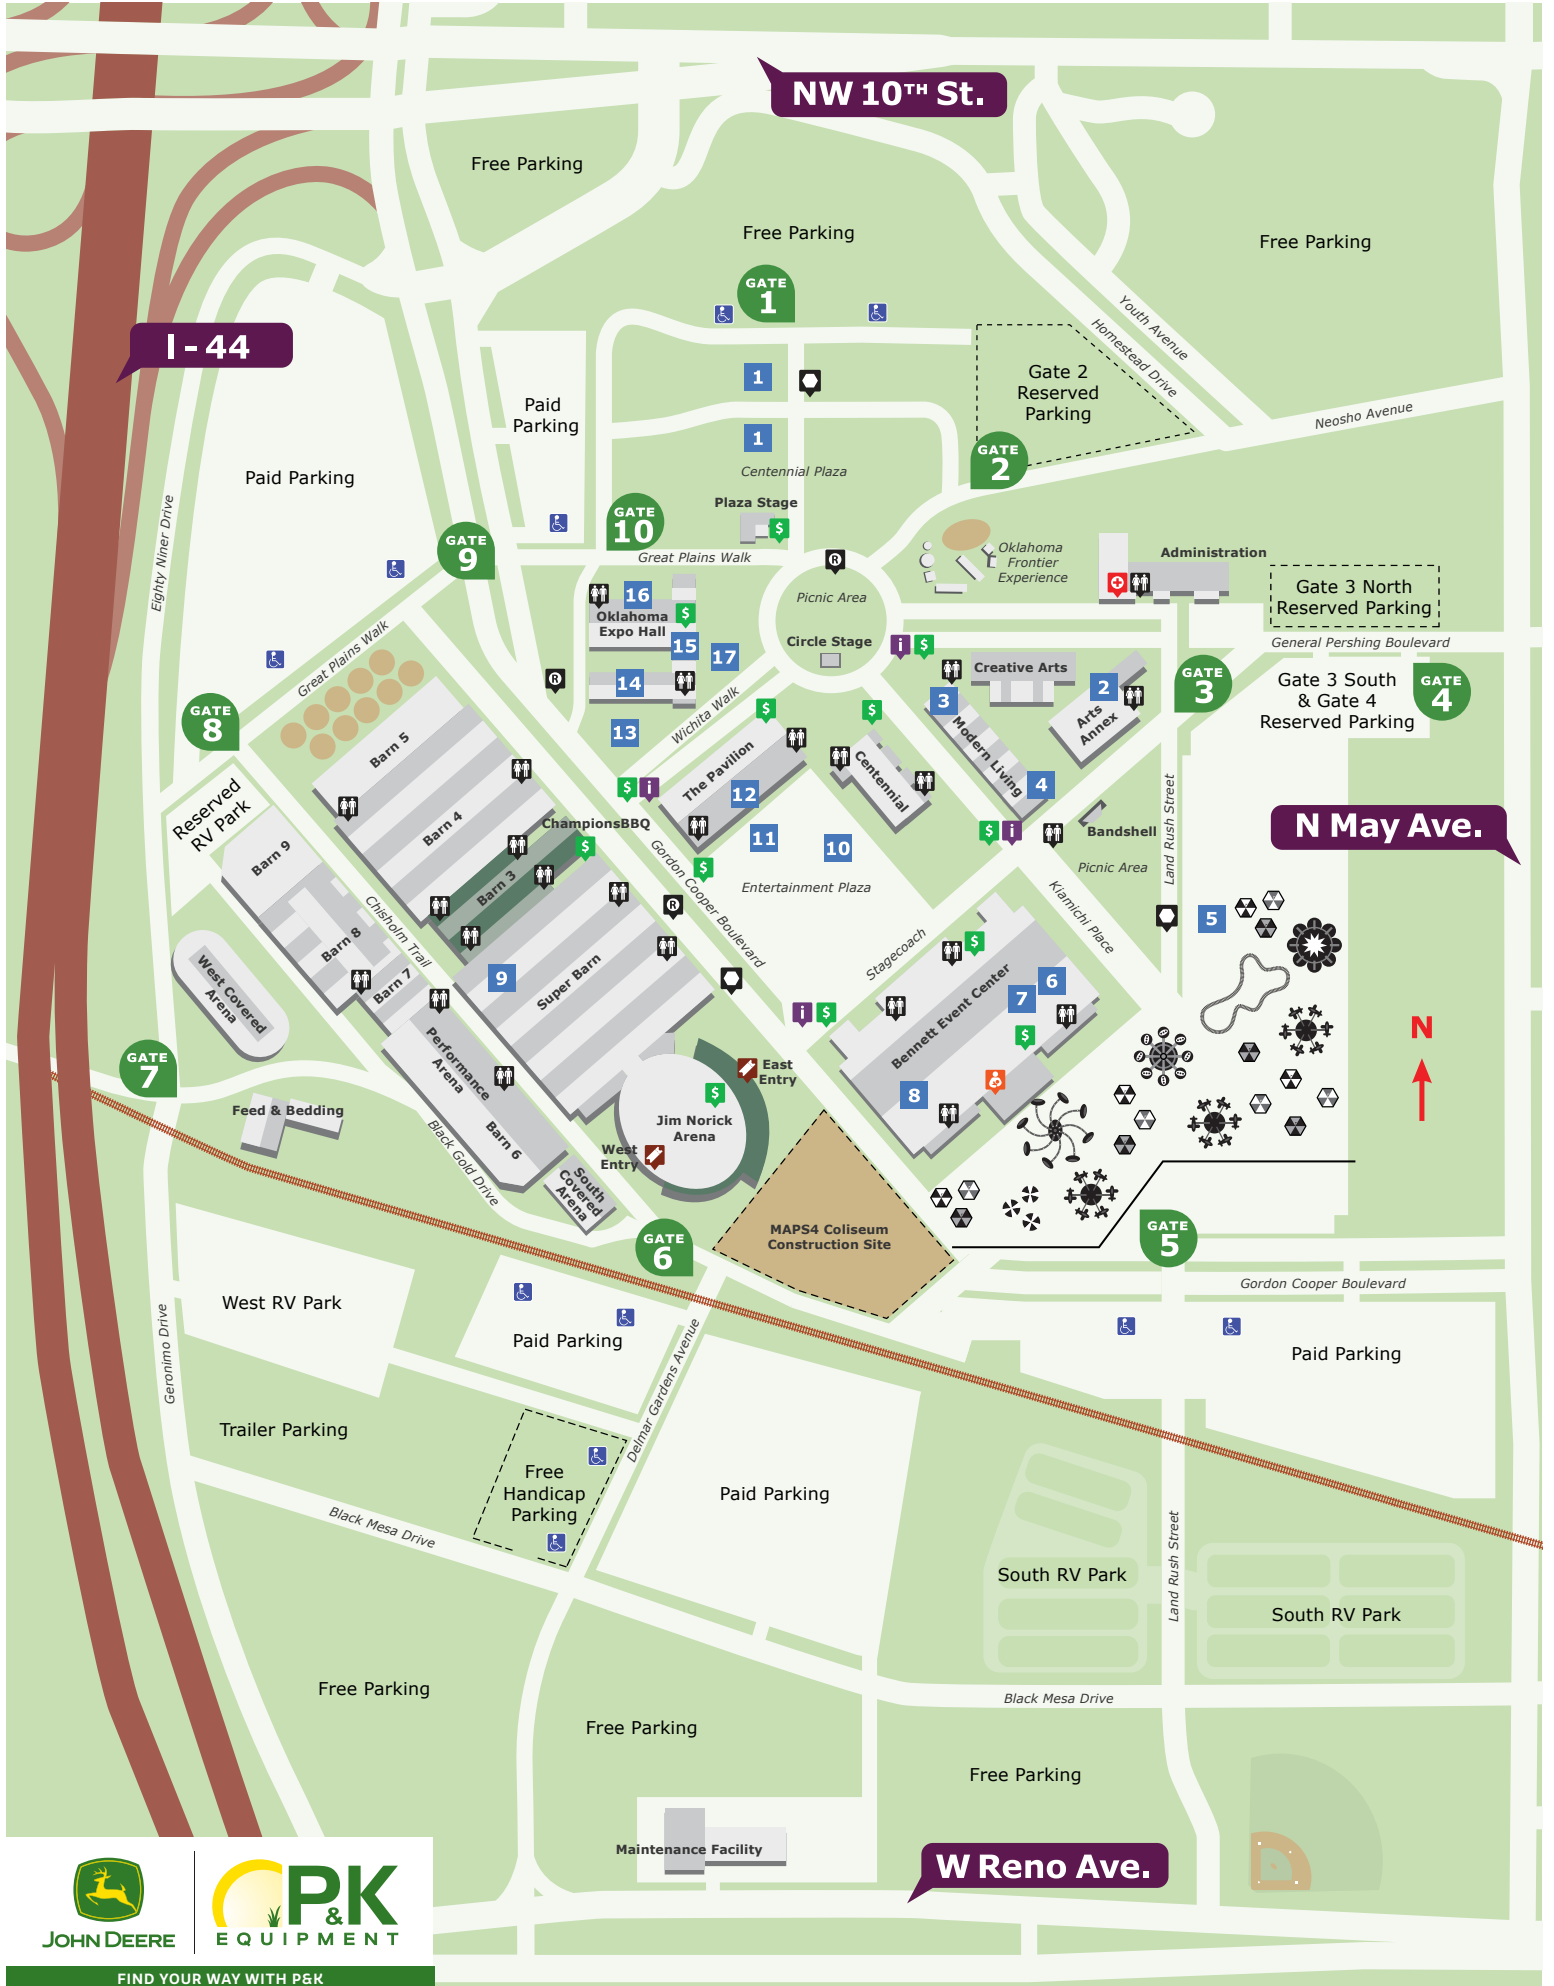 NW 10TH St.
Free Parking
Free Parking
Free Parking
GATE
1
Youth Avenue
Homestead Drive
I - 44
1
Gate 2
Reserved
Parking
Paid
Parking
Neosho Avenue
1
GATE
2
Centennial Plaza
Paid Parking
Plaza Stage
$
GATE
10
GATE
9
Eighty Niner Drive
Great Plains Walk
R
Oklahoma
Frontier
Experience
Administration
Gate 3 North
Reserved Parking
Picnic Area
16
Oklahoma
Expo Hall
$
15
17
14
R
13
Circle Stage
i
$
General Pershing Boulevard
Great Plains Walk
Creative Arts
GATE
3
Gate 3 South
& Gate 4
Reserved Parking
GATE
4
2
Arts
Annex
3
Modern Living
4
GATE
8
Wichita Walk
$
$
The Pavilion
12
Centennial
11
10
$
i
$
Barn 5
Barn 4
ChampionsBBQ
$
Barn 3
Reserved
RV Park
Barn 9
Barn 8
Barn 7
Chisholm Trail
Gordon Cooper Boulevard
Entertainment Plaza
R
$
i
Bandshell
Picnic Area
Land Rush Street
N May Ave.
Kiamichi Place
5
Stagecoach
$
Bennett Event Center
6
7
$
8
9
Super Barn
i
$
West Covered
Arena
Performance
Arena
Barn 6
South
Covered
Arena
GATE
7
Feed & Bedding
Black Gold Drive
East
Entry
$
Jim Norick
Arena
West
Entry
N
MAPS4 Coliseum
Construction Site
GATE
6
GATE
5
Gordon Cooper Boulevard
West RV Park
Paid Parking
Paid Parking
Geronimo Drive
Delmar Gardens Avenue
Trailer Parking
Free
Handicap
Parking
Paid Parking
Black Mesa Drive
Land Rush Street
South RV Park
South RV Park
Free Parking
Free Parking
Black Mesa Drive
Free Parking
Maintenance Facility
W Reno Ave.
JOHN DEERE
P&K
EQUIPMENT
FIND YOUR WAY WITH P&K